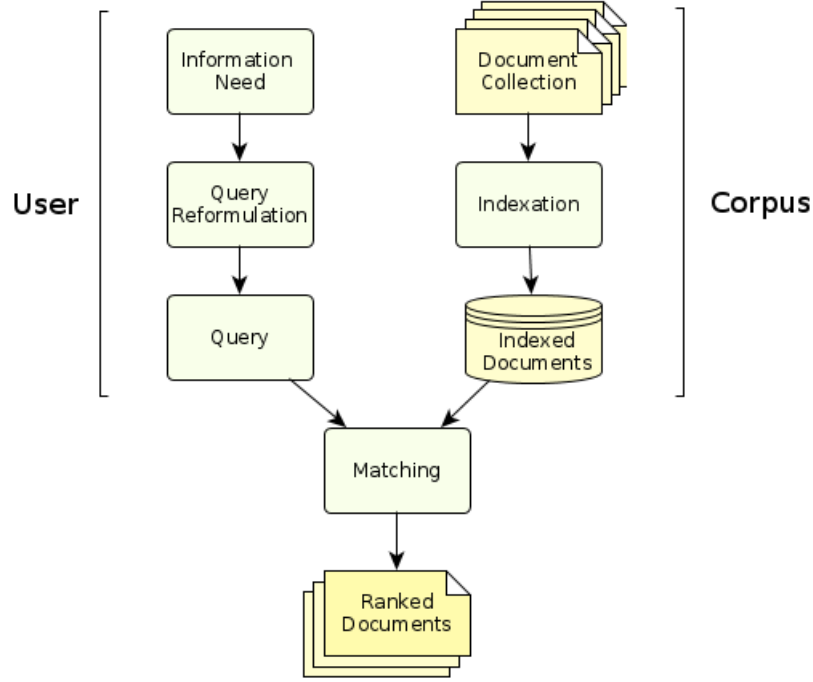 User
Information
Need
Query
Reformulation
Query
Document
Collection
Indexation
Indexed
Documents
Corpus
Matching
Ranked
Documents